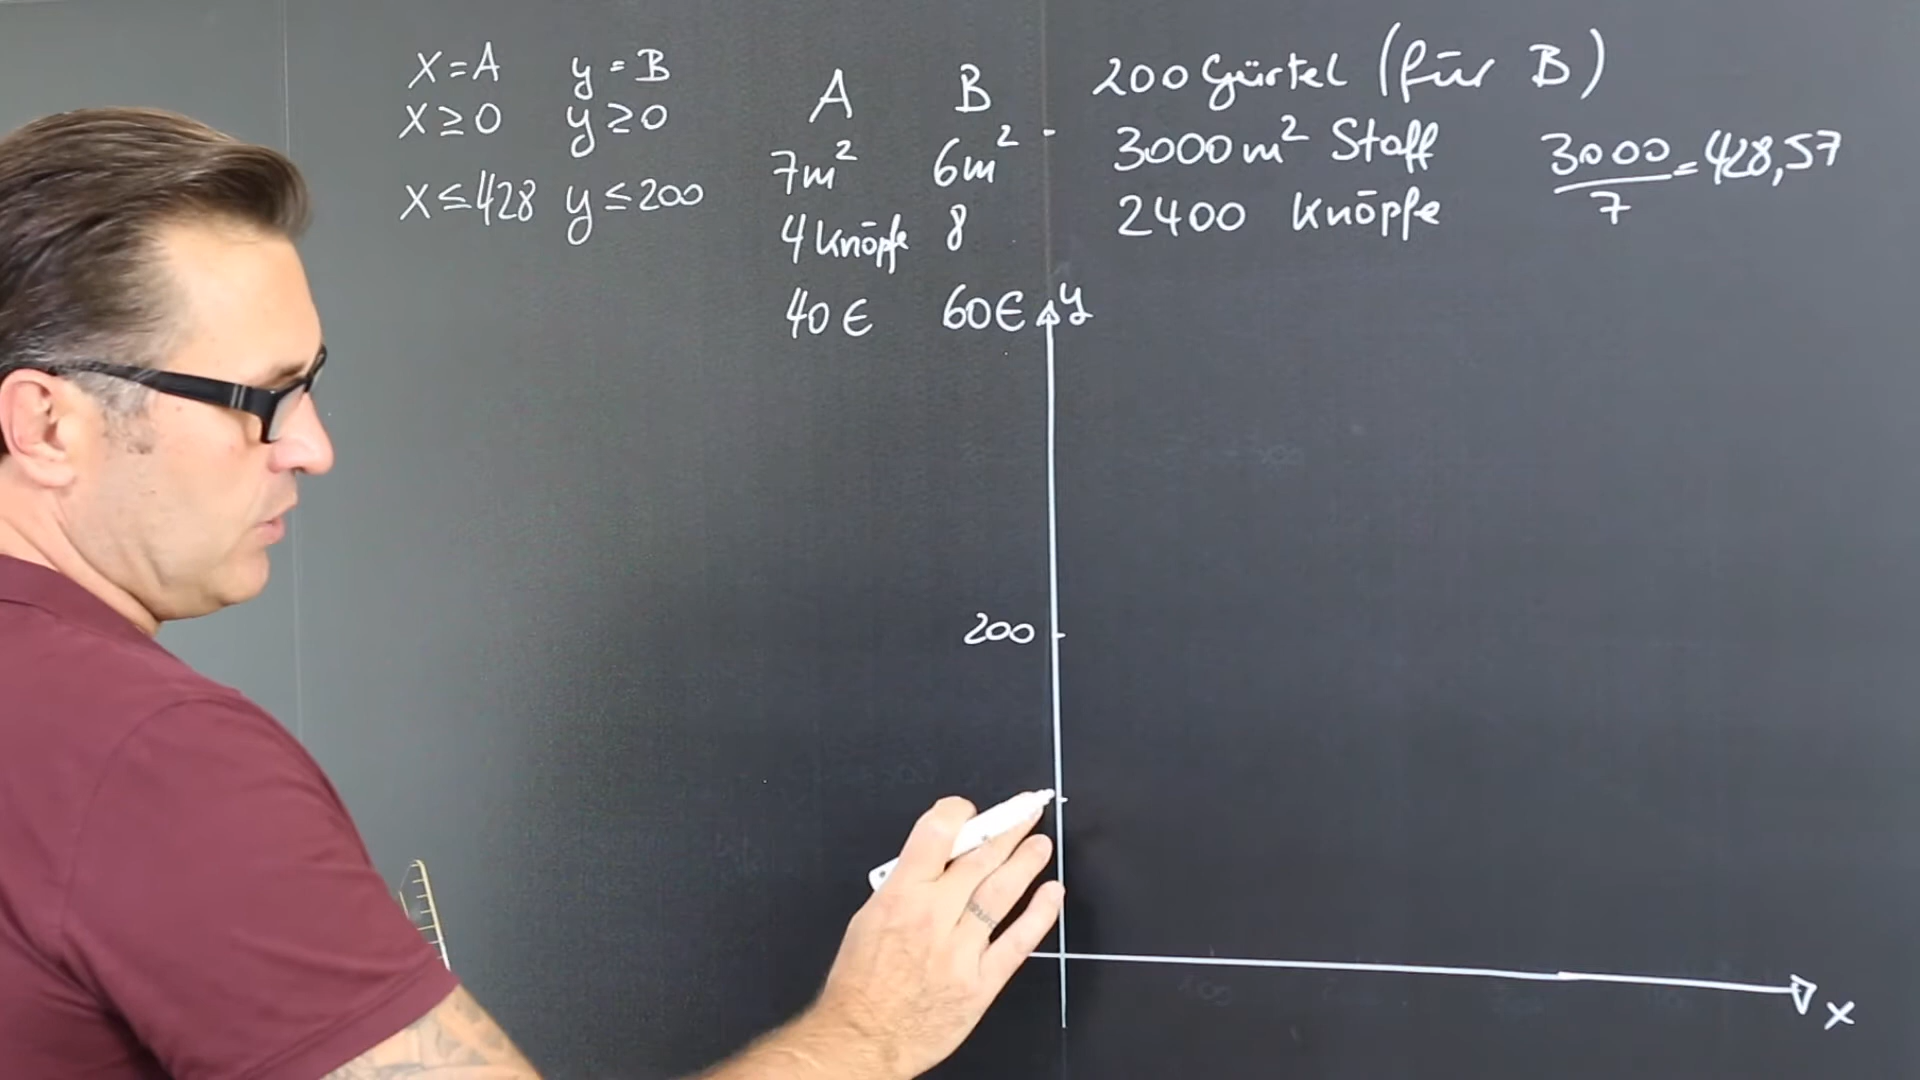 x = A y = B
x ≥ 0 y ≥ 0
x ≤ 428 y ≤ 200
A B
7m² 6m²
4 Knöpfe 8
40 € 60 €
200 Gürtel (für B)
3000 m² Stoff
2400 Knöpfe
3000/7 = 428,57
y
200
x